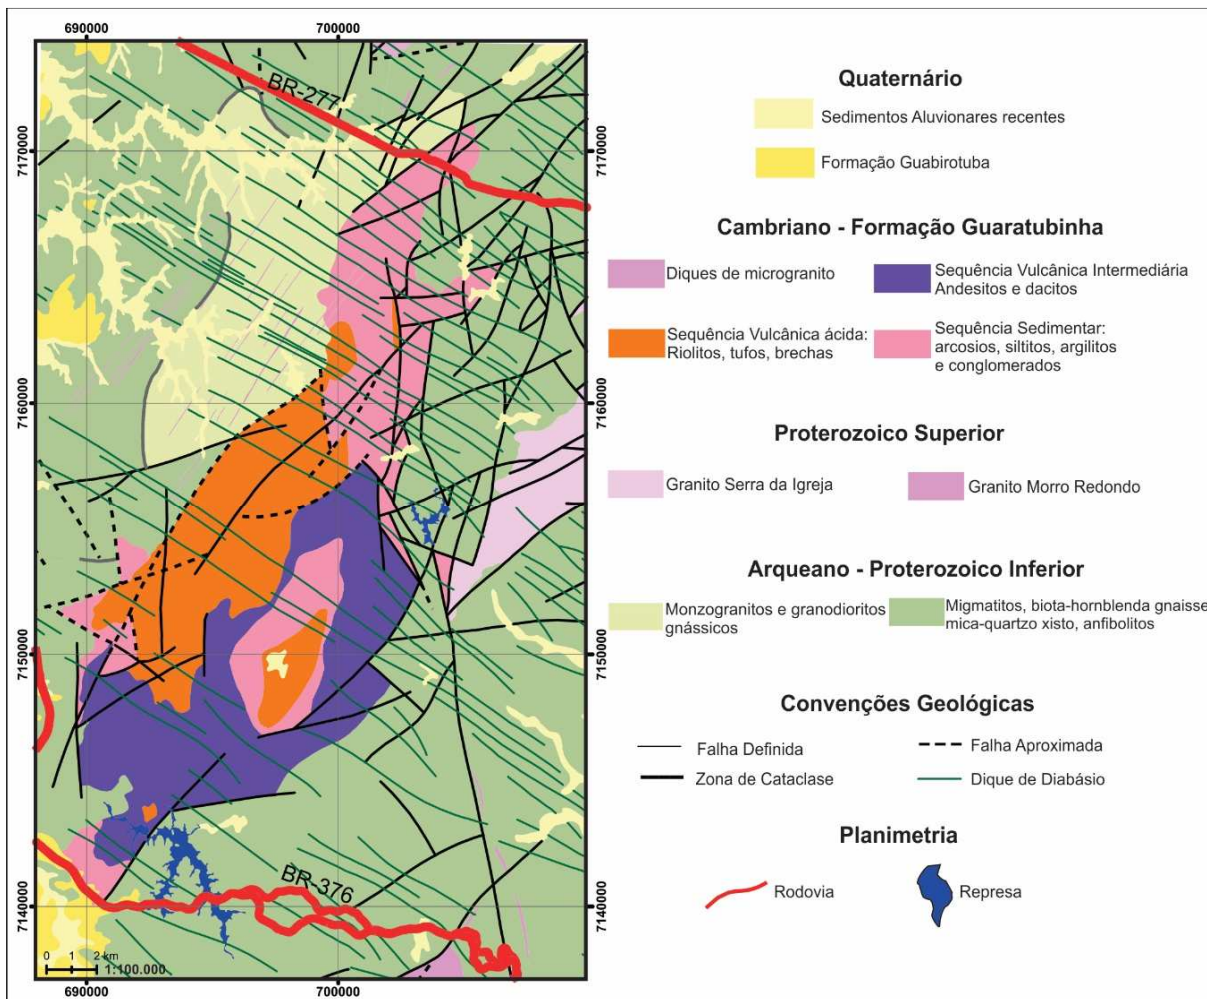 690000 700000
BR-277
7170000 7170000
7160000 7160000
7150000 7150000
BR-376
7140000 7140000
0 1 2 km
1:100.000
690000 700000
Quaternário
Sedimentos Aluvionares recentes
Formação Guabirotuba
Cambriano - Formação Guaratubinha
Diques de microgranito
Sequência Vulcânica Intermediária
Andesitos e dacitos
Sequência Vulcânica ácida:
Riolitos, tufos, brechas
Sequência Sedimentar:
arcosios, siltitos, argilitos
e conglomerados
Proterozoico Superior
Granito Serra da Igreja
Granito Morro Redondo
Arqueano - Proterozoico Inferior
Monzogranitos e granodioritos
gnássicos
Migmatitos, biota-hornblenda gnaisse
mica-quartzo xisto, anfibolitos
Convenções Geológicas
Falha Definida
Falha Aproximada
Zona de Cataclase
Dique de Diabásio
Planimetria
Rodovia
Represa